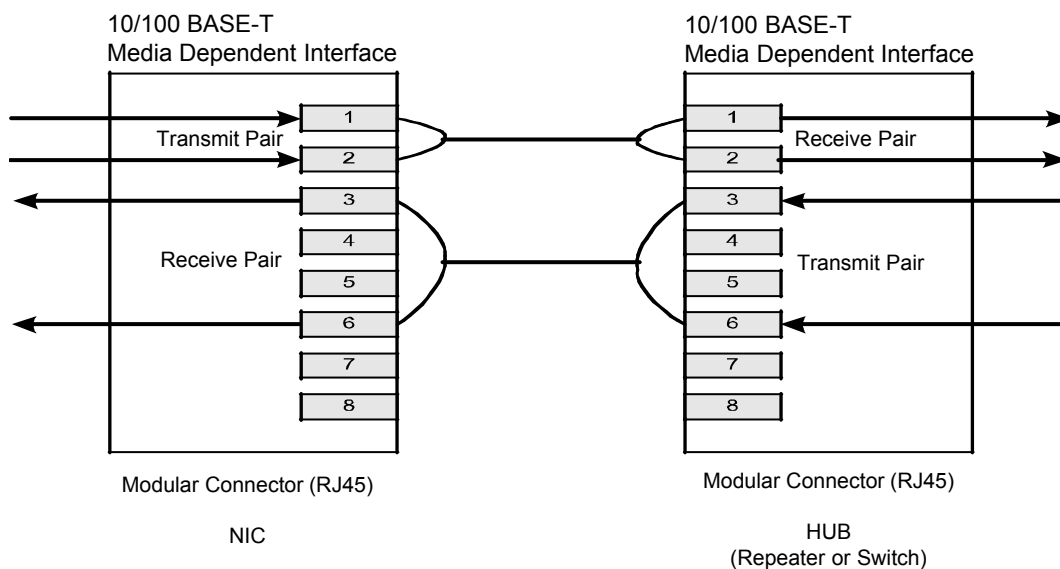 10/100 BASE-T
Media Dependent Interface
1
Transmit Pair
2
3
4
Receive Pair
5
6
7
8
Modular Connector (RJ45)
NIC
10/100 BASE-T
Media Dependent Interface
1
Receive Pair
2
3
4
Transmit Pair
5
6
7
8
Modular Connector (RJ45)
HUB
(Repeater or Switch)